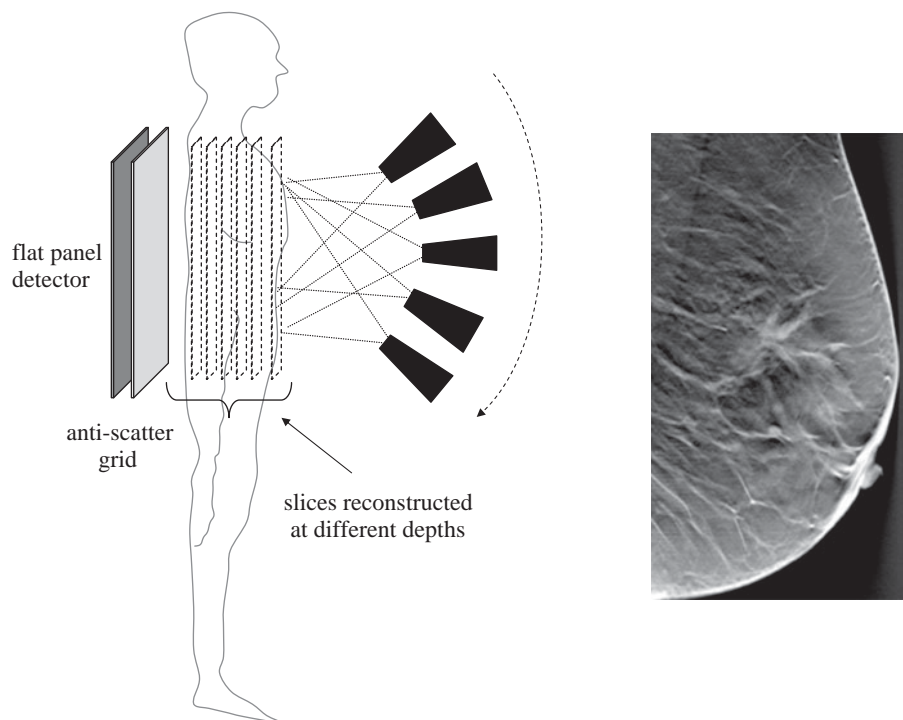 flat panel
detector
anti-scatter
grid
slices reconstructed
at different depths